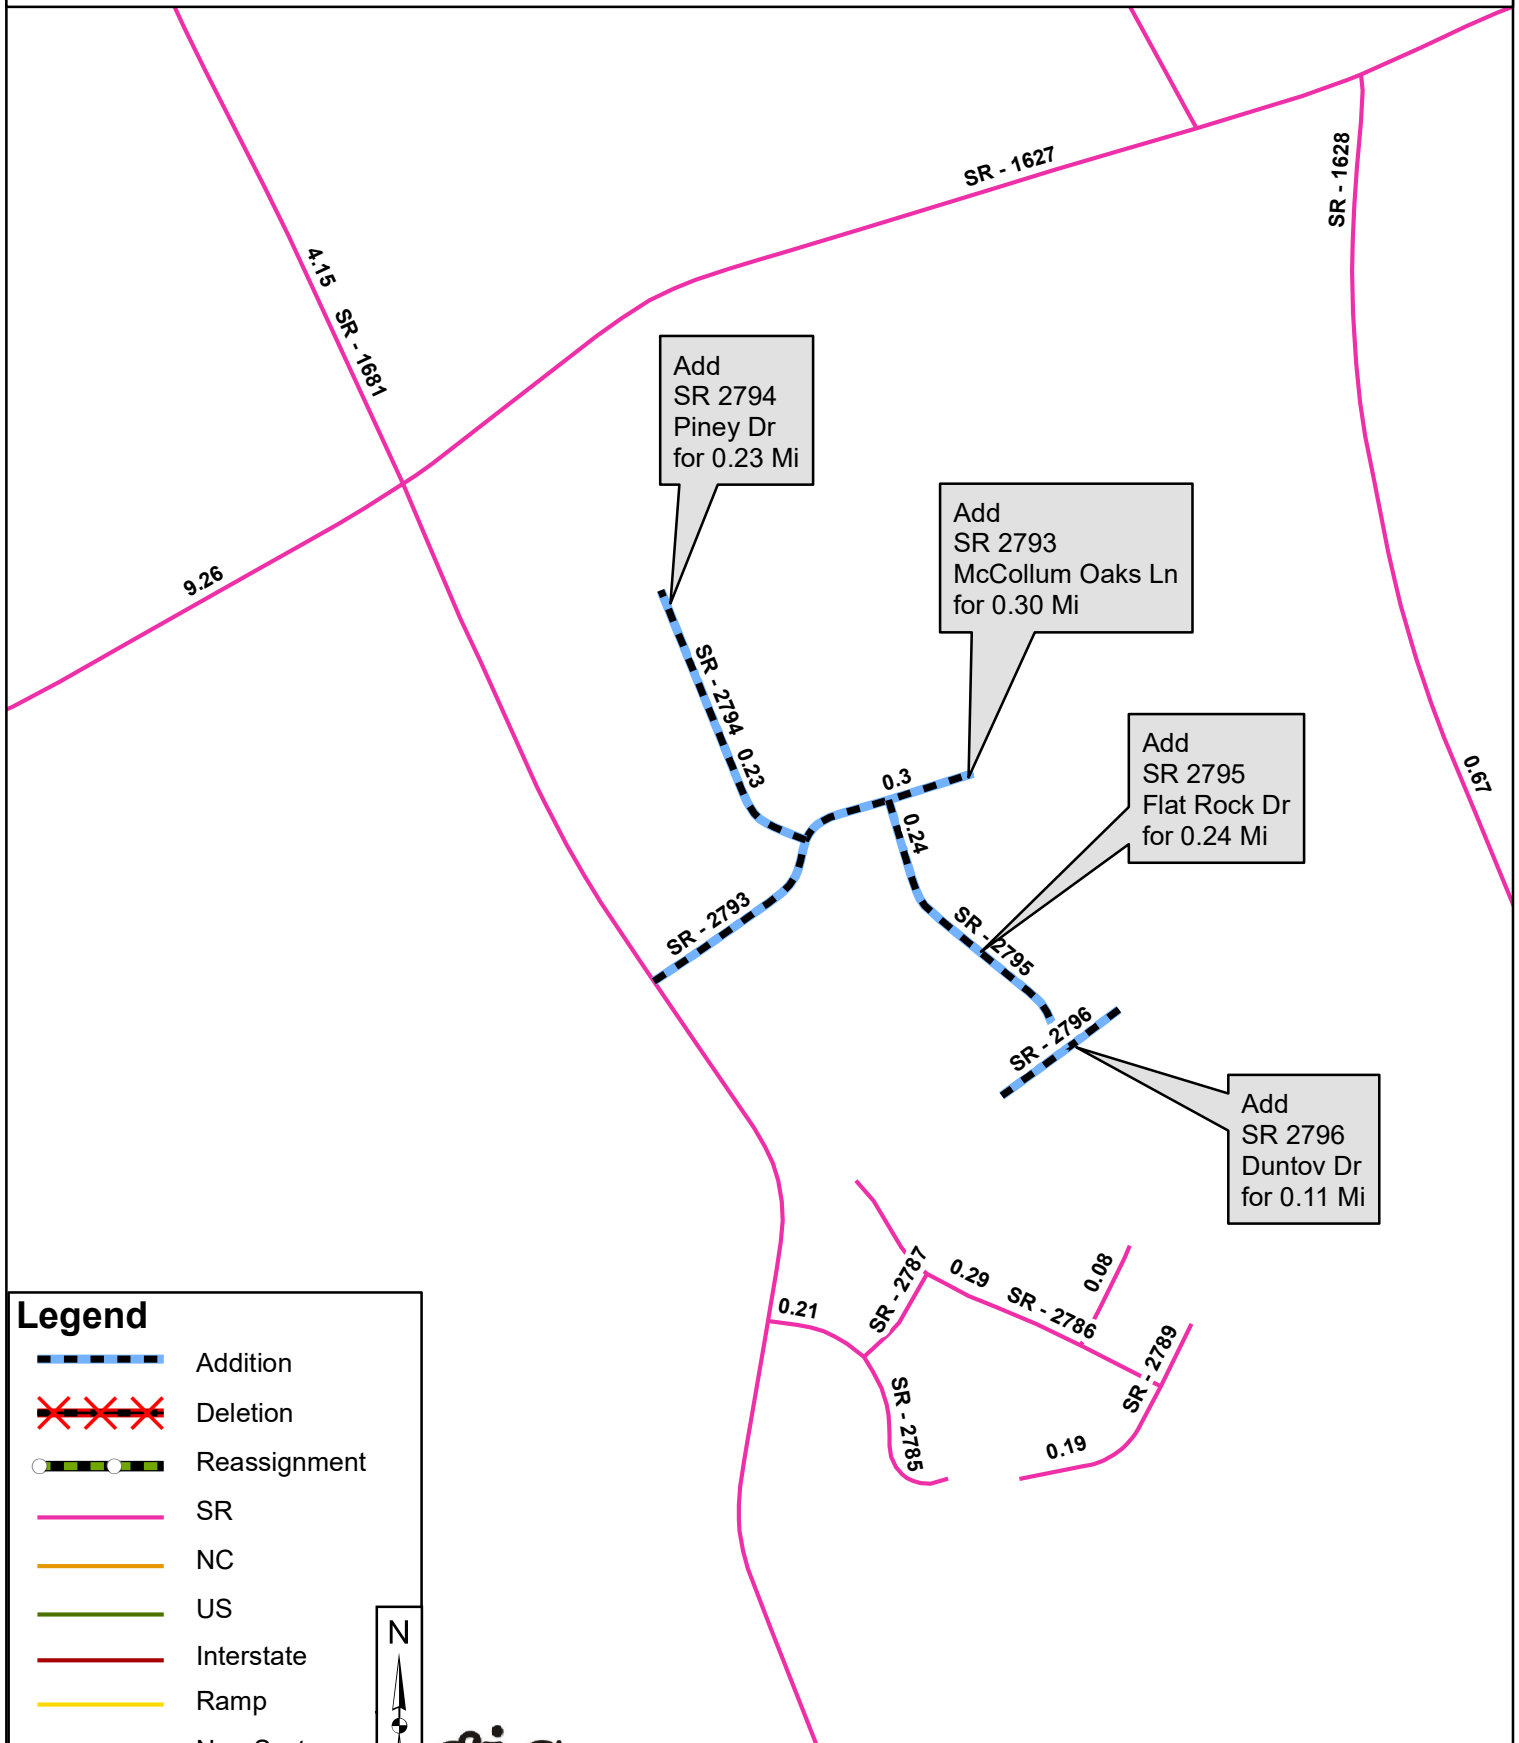 SR - 1627
SR - 1628
4.15
SR - 1681
Add
SR 2794
Piney Dr
for 0.23 Mi
Add
SR 2793
McCollum Oaks Ln
for 0.30 Mi
9.26
SR - 2794
0.23
0.3
Add
SR 2795
Flat Rock Dr
for 0.24 Mi
0.67
0.24
SR - 2793
SR - 2795
SR - 2796
Add
SR 2796
Duntov Dr
for 0.11 Mi
SR - 2787
0.29
0.08
SR - 2786
0.21
SR - 2789
SR - 2785
0.19
Legend
Addition
Deletion
Reassignment
SR
NC
US
Interstate
Ramp
N